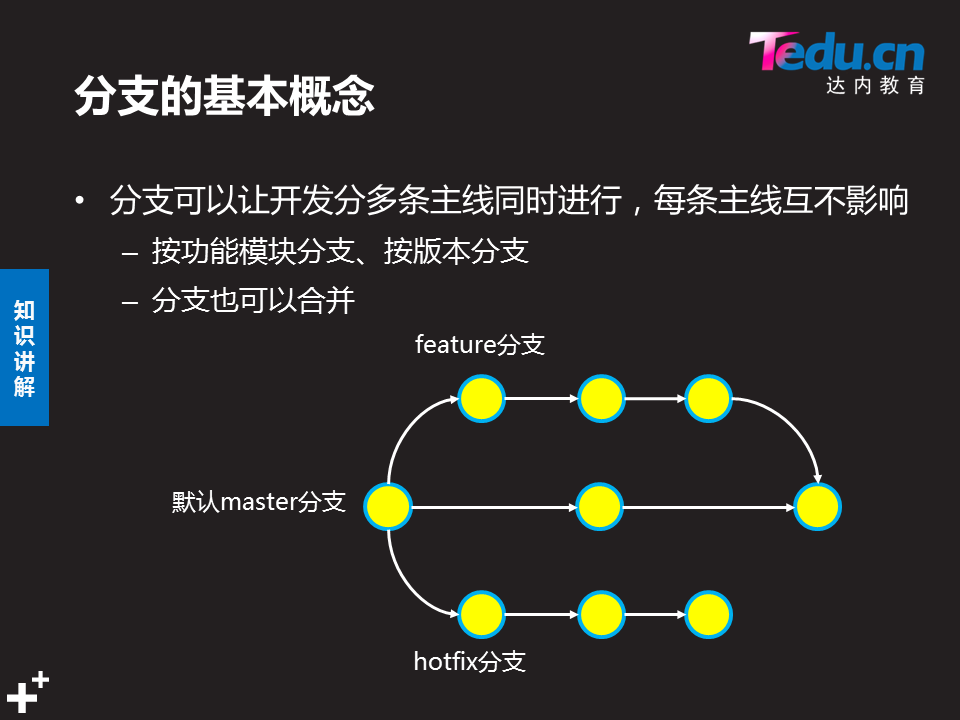 Tedu.cn
达内教育
分支的基本概念
• 分支可以让开发分多条主线同时进行，每条主线互不影响
– 按功能模块分支、按版本分支
– 分支也可以合并
知识讲解
feature分支
默认master分支
hotfix分支